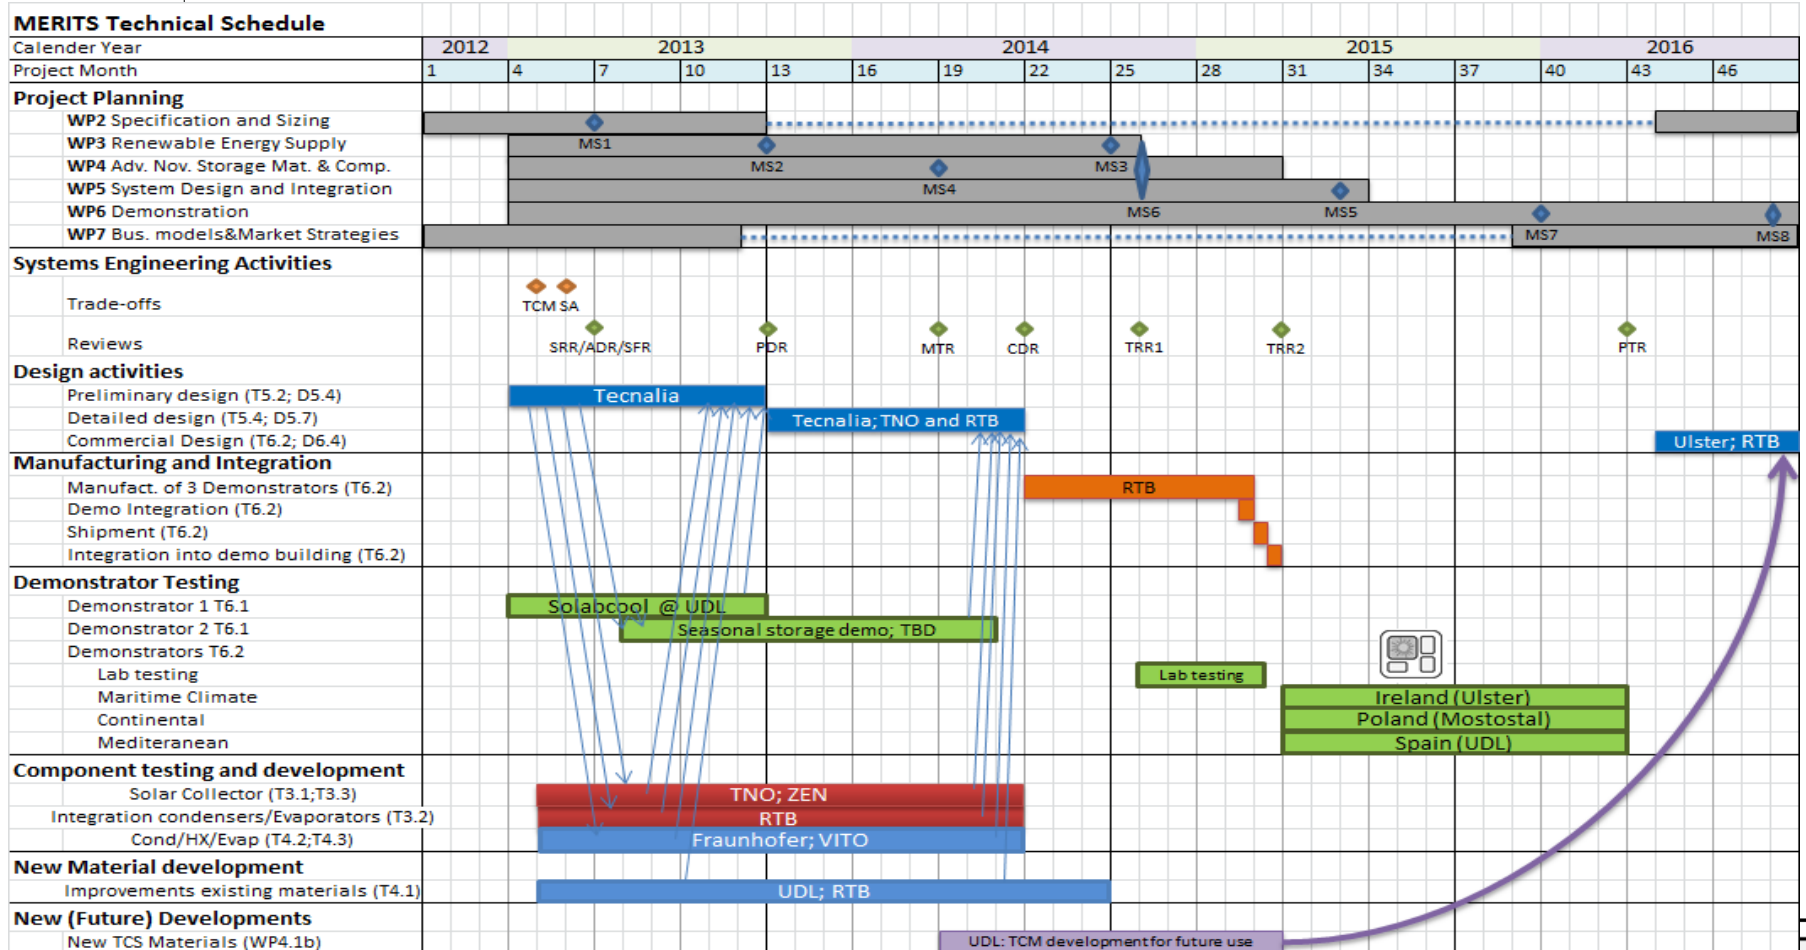 MERITS Technical Schedule
Calender Year 2012 2013 2014 2015 2016
Project Month 1 4 7 10 13 16 19 22 25 28 31 34 37 40 43 46
Project Planning
WP2 Specification and Sizing
MS1
WP3 Renewable Energy Supply
MS2 MS3
WP4 Adv. Nov. Storage Mat. & Comp.
MS4
WP5 System Design and Integration
WP6 Demonstration
MS6 MS5
WP7 Bus. models&Market Strategies
MS7 MS8
Systems Engineering Activities
Trade-offs TCM SA
Reviews SRR/ADR/SFR PDR MTR CDR TRR1 TRR2 PTR
Design activities
Preliminary design (T5.2; D5.4) Tecnalia
Detailed design (T5.4; D5.7) Tecnalia; TNO and RTB
Commercial Design (T6.2; D6.4) Ulster; RTB
Manufacturing and Integration
Manufact. of 3 Demonstrators (T6.2) RTB
Demo Integration (T6.2)
Shipment (T6.2)
Integration into demo building (T6.2)
Demonstrator Testing
Demonstrator 1 T6.1 Solabcool @ UDL
Demonstrator 2 T6.1 Seasonal storage demo; TBD
Demonstrators T6.2
Lab testing Lab testing
Maritime Climate Ireland (Ulster)
Continental Poland (Mostostal)
Mediteranean Spain (UDL)
Component testing and development
Solar Collector (T3.1;T3.3) TNO; ZEN
Integration condensers/Evaporators (T3.2) RTB
Cond/HX/Evap (T4.2;T4.3) Fraunhofer; VITO
New Material development
Improvements existing materials (T4.1) UDL; RTB
New (Future) Developments
New TCS Materials (WP4.1b) UDL: TCM development for future use